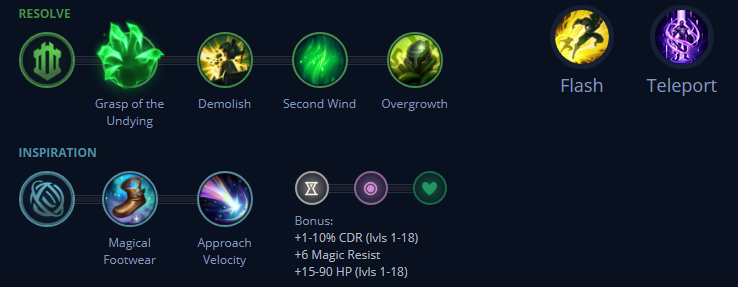 RESOLVE
Grasp of the
Undying
Demolish
Second Wind
Overgrowth
Flash
Teleport
INSPIRATION
Magical
Footwear
Approach
Velocity
Bonus:
+1-10% CDR (lvls 1-18)
+6 Magic Resist
+15-90 HP (lvls 1-18)